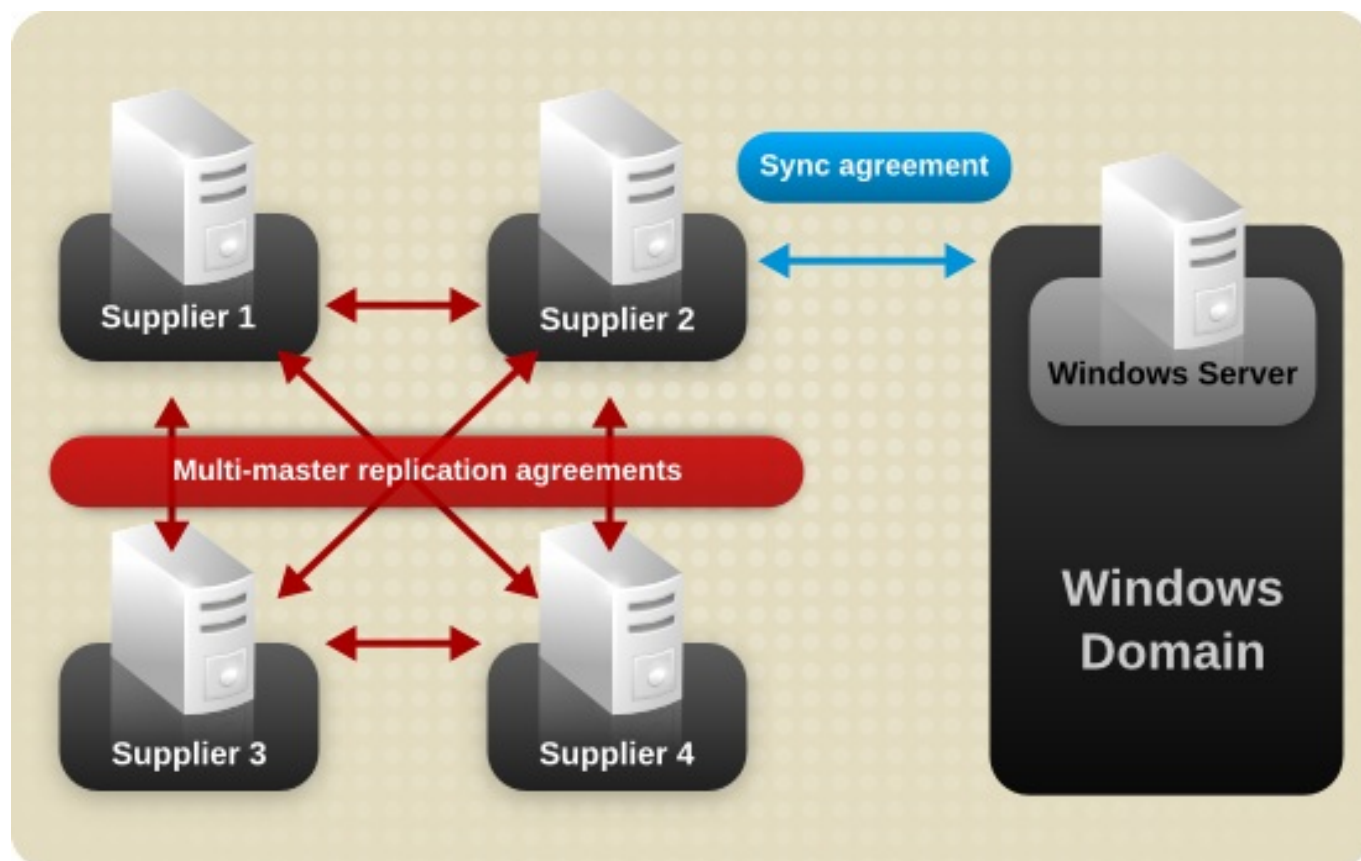 Sync agreement
Supplier 1
Supplier 2
Windows Server
Multi-master replication agreements
Windows
Domain
Supplier 3
Supplier 4